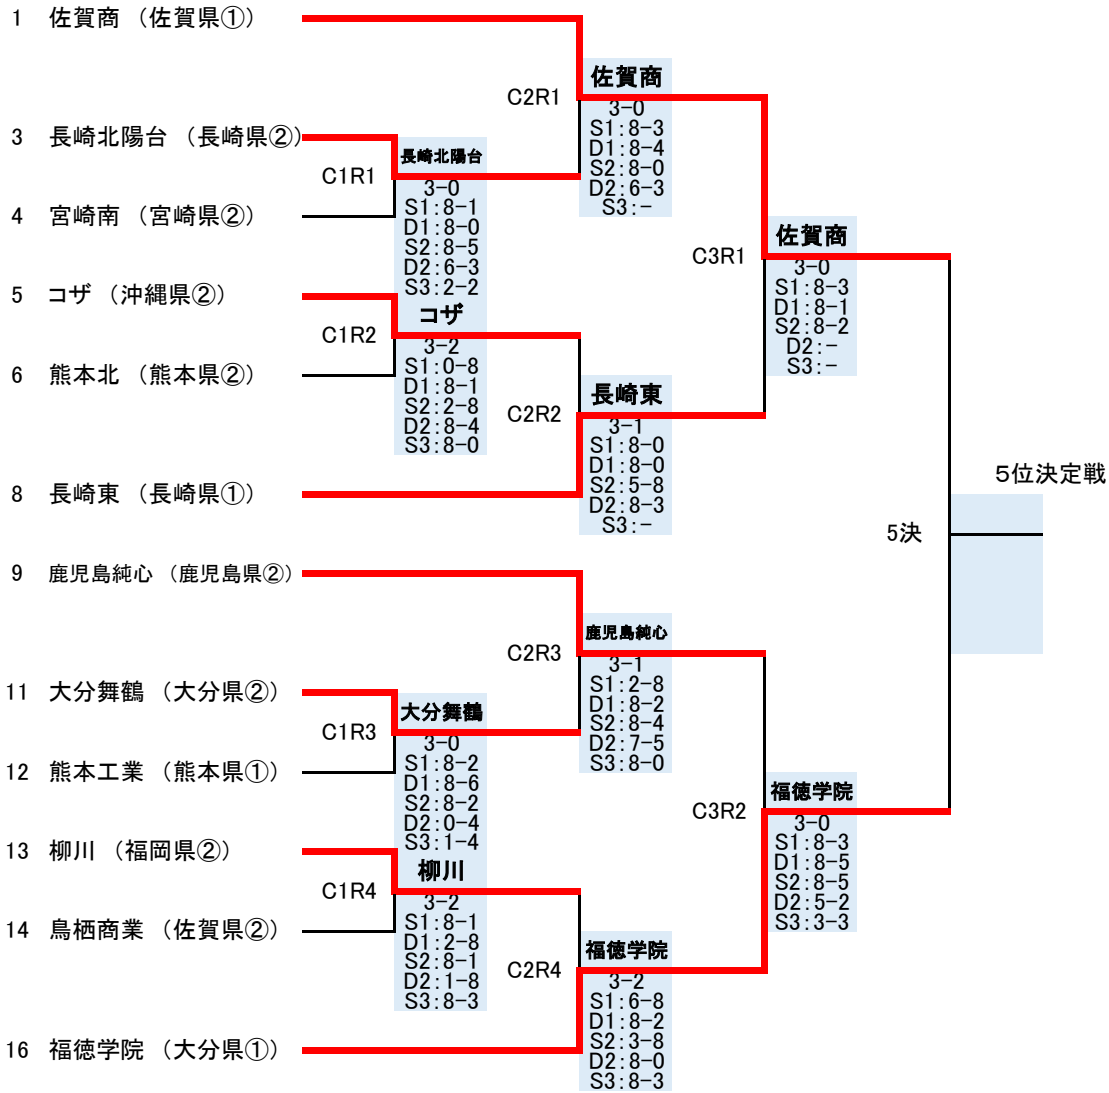 1 佐賀商 （佐賀県①）
3 長崎北陽台 （長崎県②）
4 宮崎南 （宮崎県②）
5 コザ （沖縄県②）
6 熊本北 （熊本県②）
8 長崎東 （長崎県①）
9 鹿児島純心 （鹿児島県②）
11 大分舞鶴 （大分県②）
12 熊本工業 （熊本県①）
13 柳川 （福岡県②）
14 鳥栖商業 （佐賀県②）
16 福徳学院 （大分県①）
C1R1
長崎北陽台
3-0
S1:8-1
D1:8-0
S2:8-5
D2:6-3
S3:2-2
C1R2
コザ
3-2
S1:0-8
D1:8-1
S2:2-8
D2:8-4
S3:8-0
C1R3
大分舞鶴
3-0
S1:8-2
D1:8-6
S2:8-2
D2:0-4
S3:1-4
C1R4
柳川
3-2
S1:8-1
D1:2-8
S2:8-1
D2:1-8
S3:8-3
C2R1
佐賀商
3-0
S1:8-3
D1:8-4
S2:8-0
D2:6-3
S3:-
C2R2
長崎東
3-1
S1:8-0
D1:8-0
S2:5-8
D2:8-3
S3:-
C2R3
鹿児島純心
3-1
S1:2-8
D1:8-2
S2:8-4
D2:7-5
S3:8-0
C2R4
福徳学院
3-2
S1:6-8
D1:8-2
S2:3-8
D2:8-0
S3:8-3
C3R1
佐賀商
3-0
S1:8-3
D1:8-1
S2:8-2
D2:-
S3:-
C3R2
福徳学院
3-0
S1:8-3
D1:8-5
S2:8-5
D2:5-2
S3:3-3
5決
5位決定戦